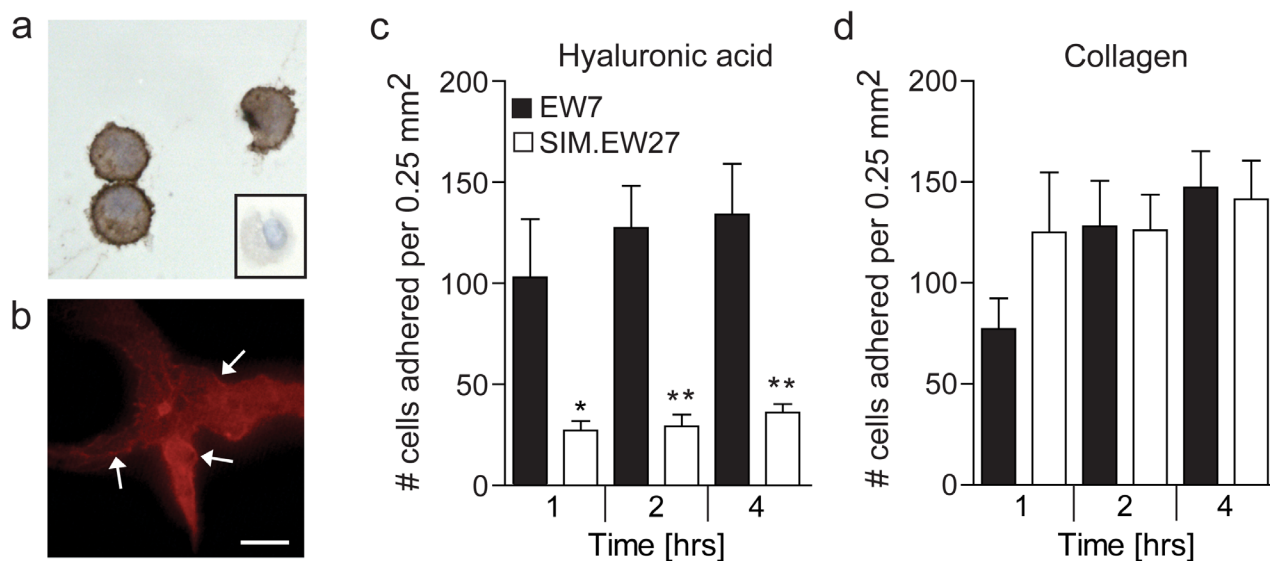 a
b
c
Hyaluronic acid
# cells adhered per 0.25 mm2
200
150
100
50
0
EW7
SIM.EW27
*
**
**
1 2 4
Time [hrs]
d
Collagen
# cells adhered per 0.25 mm2
200
150
100
50
0
1 2 4
Time [hrs]